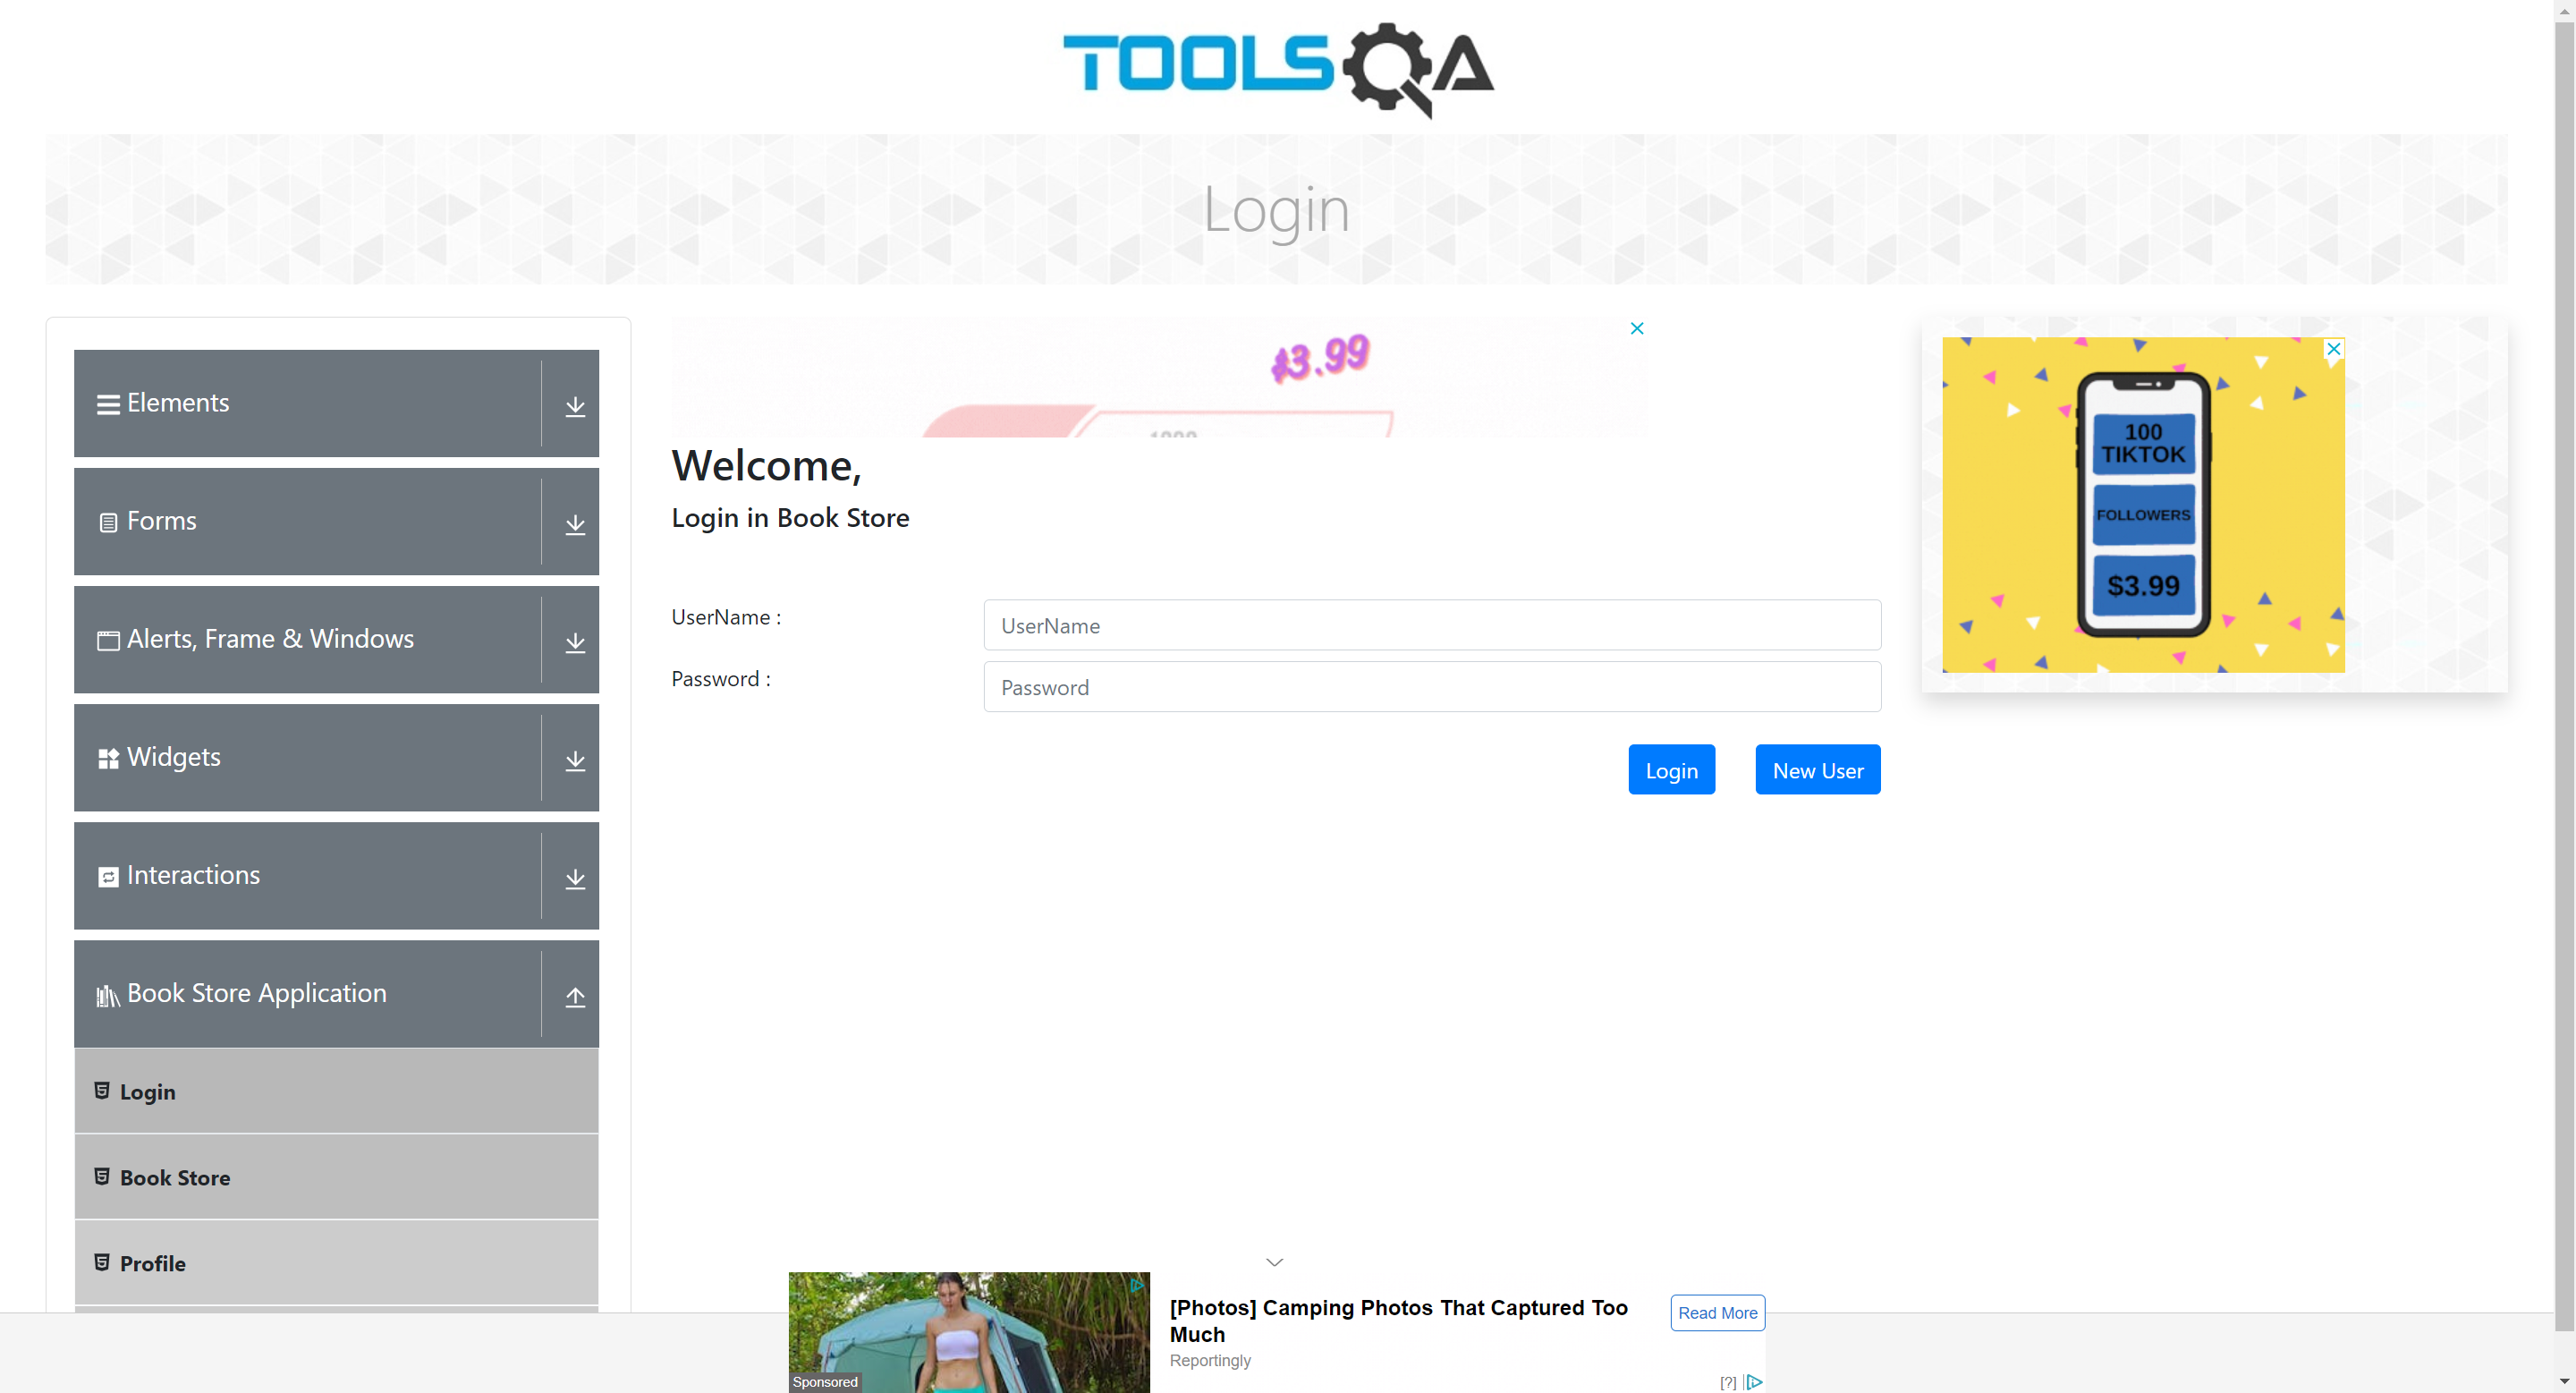 TOOLSQA
Login
Elements
Forms
Alerts, Frame & Windows
Widgets
Interactions
Book Store Application
Login
Book Store
Profile
$3.99
Welcome,
Login in Book Store
UserName :
UserName
Password :
Password
Login
New User
100
TIKTOK
FOLLOWERS
$3.99
Sponsored
[Photos] Camping Photos That Captured Too
Much
Reportingly
Read More
[?]